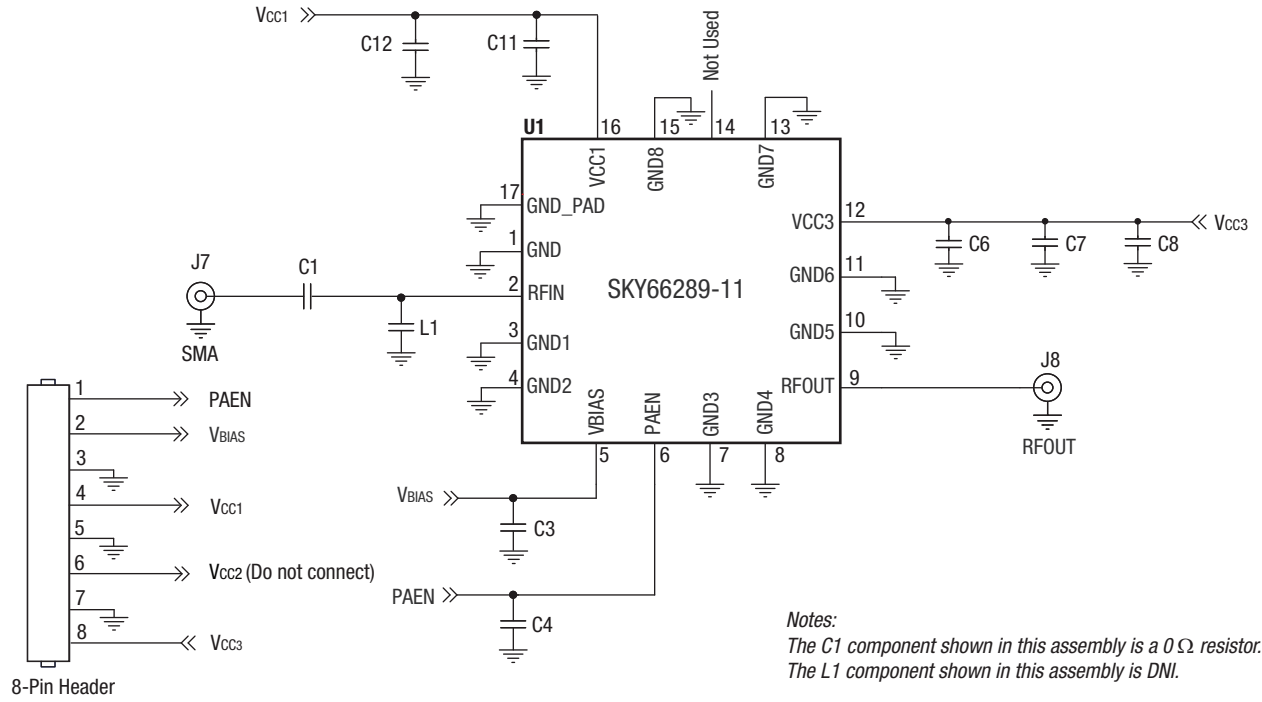 VCC1
C12
C11
Not Used
U1
16
15
14
13
VCC1
GND8
GND7
17
GND_PAD
VCC3
12
VCC3
C6
C7
C8
1
GND
GND6
11
J7
C1
2
RFIN
SKY66289-11
L1
SMA
3
GND1
GND5
10
J8
4
GND2
RFOUT
9
RFOUT
VBIAS
PAEN
GND3
GND4
5
6
7
8
1
PAEN
2
VBIAS
3
4
VCC1
5
6
VCC2 (Do not connect)
7
8
VCC3
8-Pin Header
VBIAS
C3
PAEN
C4
Notes:
The C1 component shown in this assembly is a 0 Ω resistor.
The L1 component shown in this assembly is DNI.